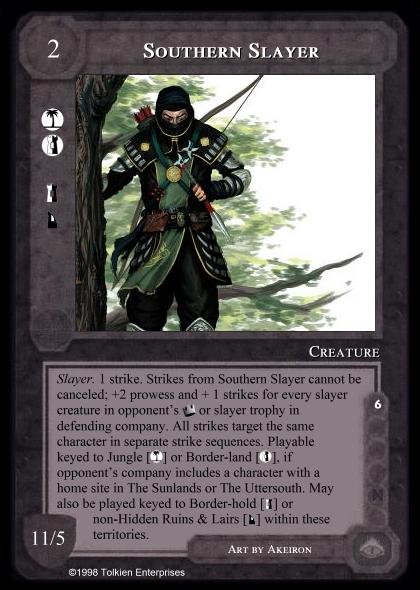 2
SOUTHERN SLAYER
CREATURE
Slayer. 1 strike. Strikes from Southern Slayer cannot be
canceled; +2 prowess and + 1 strikes for every slayer
creature in opponent's or slayer trophy in
defending company. All strikes target the same
character in separate strike sequences. Playable
keyed to Jungle [ ] or Border-land [ ], if
opponent's company includes a character with a
home site in The Sunlands or The Uttersouth. May
also be played keyed to Border-hold [ ] or
non-Hidden Ruins & Lairs [ ] within these
territories.
6
11/5
ART BY AKEIRON
©1998 Tolkien Enterprises